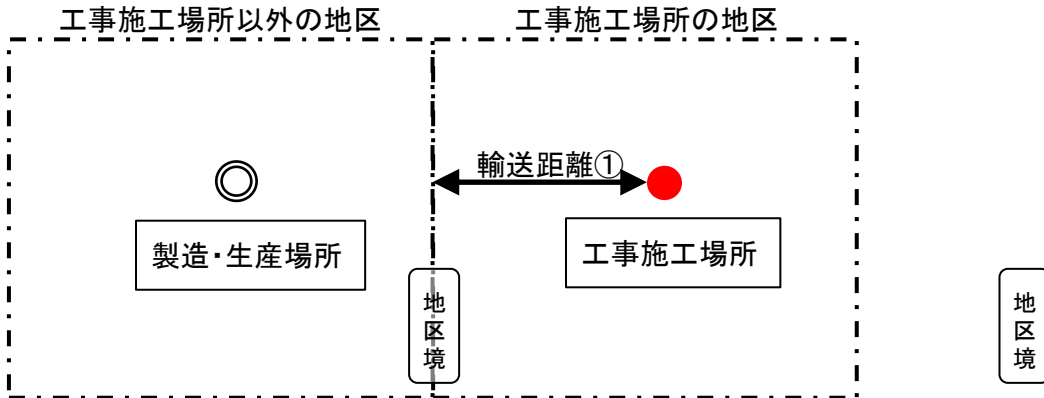 工事施工場所以外の地区
工事施工場所の地区
輸送距離①
製造・生産場所
工事施工場所
地区境
地区境